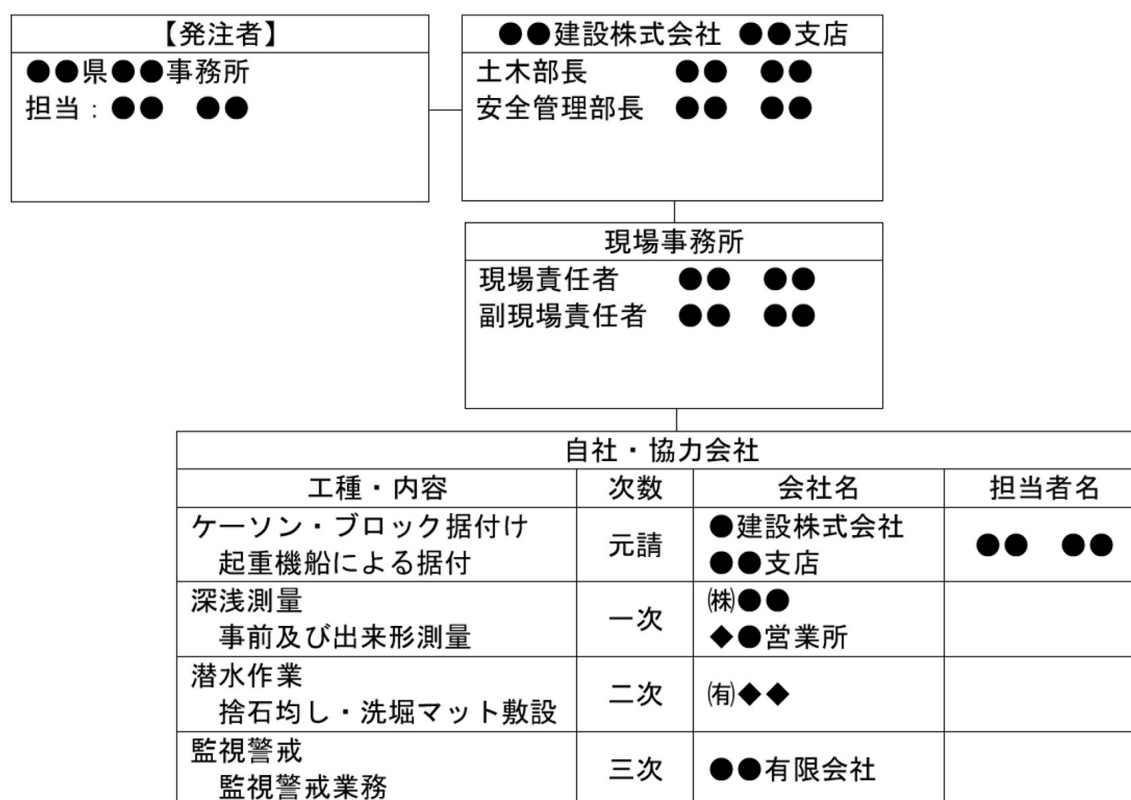 【発注者】
●●県●●事務所
担当：●●　●●
●●建設株式会社　●●支店
土木部長　●●　●●
安全管理部長　●●　●●
現場事務所
現場責任者　●●　●●
副現場責任者　●●　●●
自社・協力会社
工種・内容　次数　会社名　担当者名
ケーソン・ブロック据付け
起重機船による据付
元請
●建設株式会社
●●支店
●●　●●
深浅測量
事前及び出来形測量
一次
㈱●●
◆●営業所
潜水作業
捨石均し・洗堀マット敷設
二次
㈲◆◆
監視警戒
監視警戒業務
三次
●●有限会社